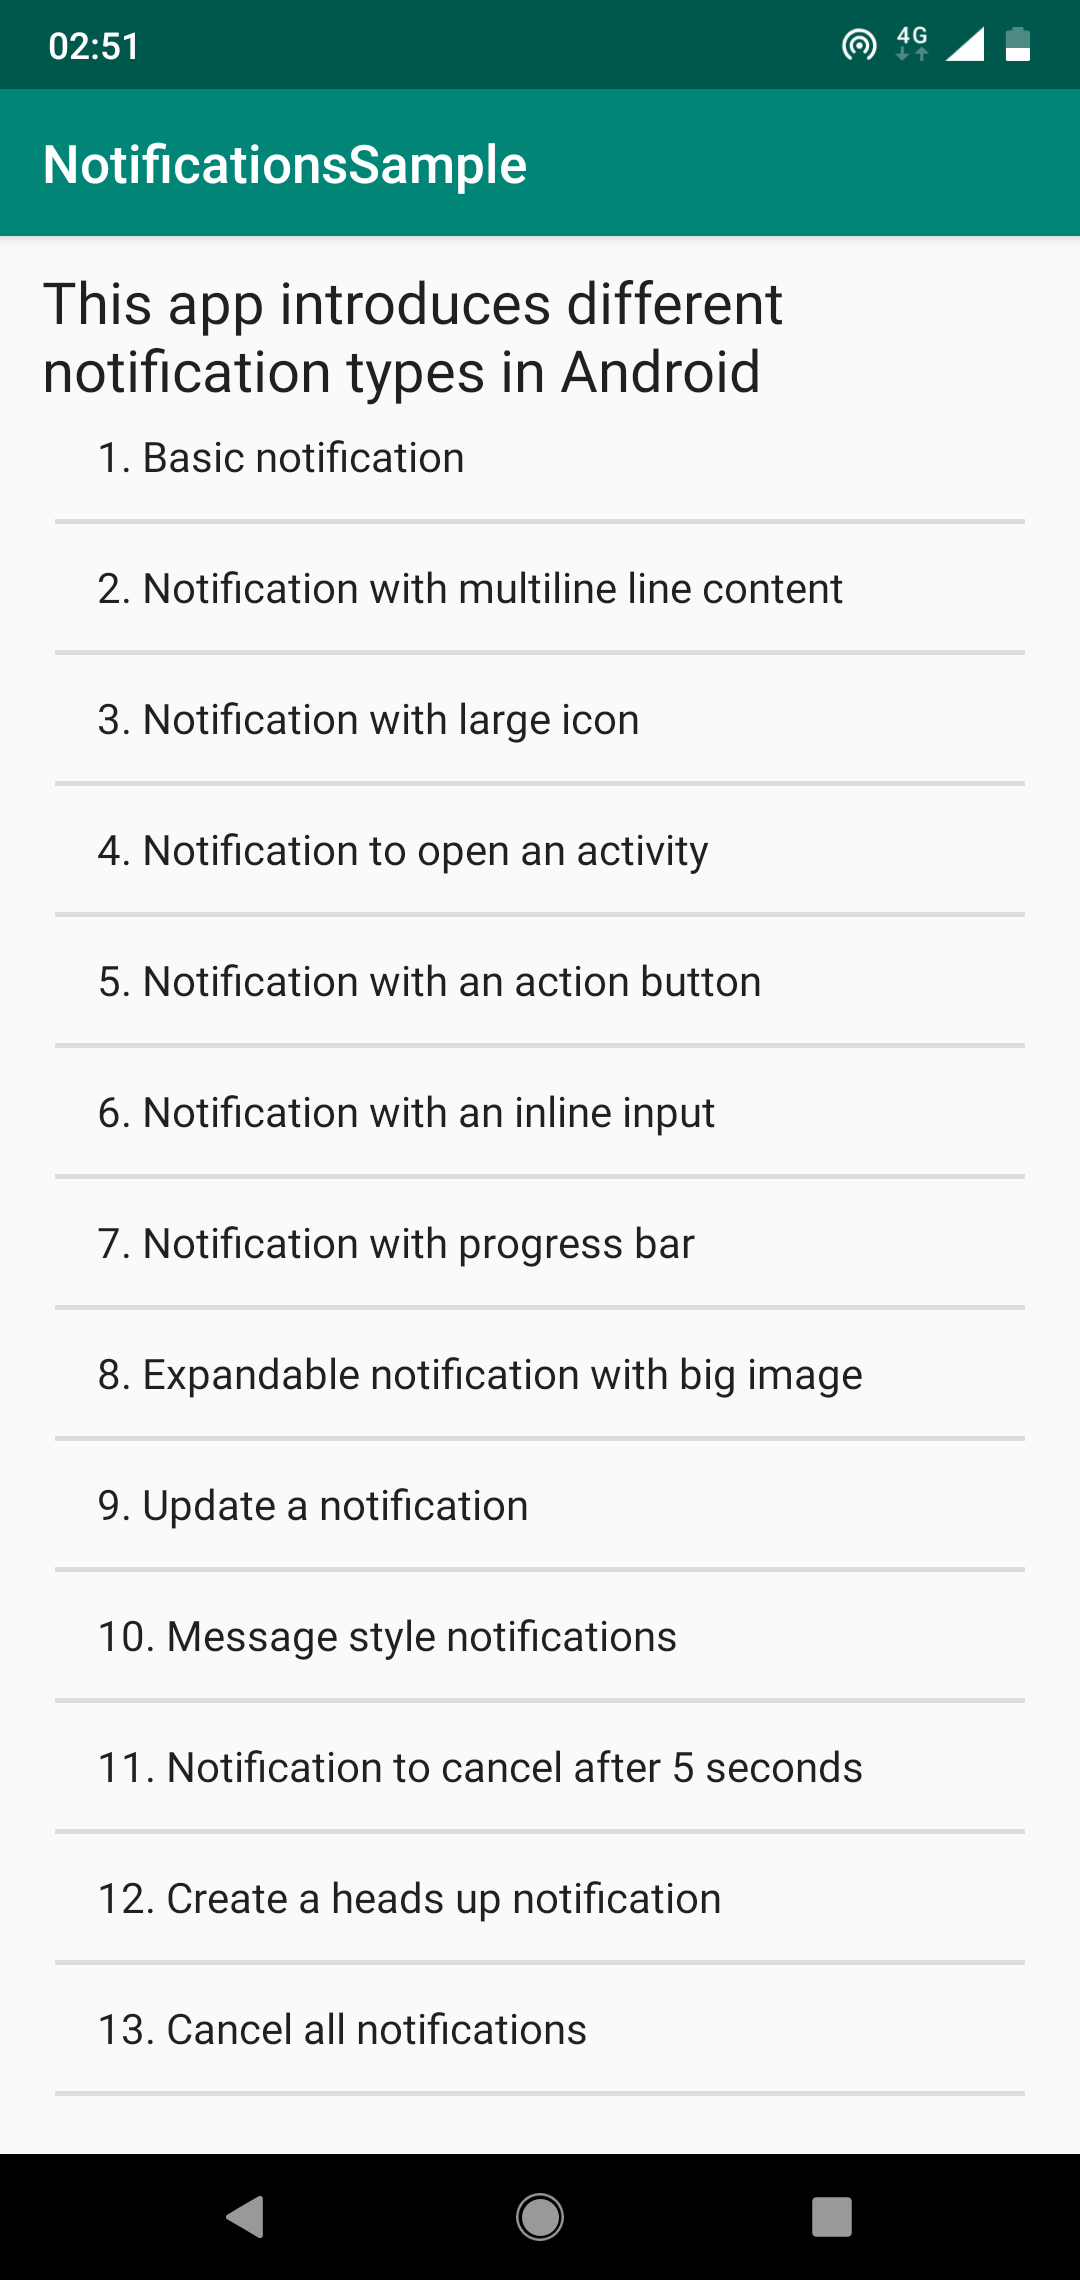 02:51
4G
NotificationsSample
This app introduces different
notification types in Android
1. Basic notification
2. Notification with multiline line content
3. Notification with large icon
4. Notification to open an activity
5. Notification with an action button
6. Notification with an inline input
7. Notification with progress bar
8. Expandable notification with big image
9. Update a notification
10. Message style notifications
11. Notification to cancel after 5 seconds
12. Create a heads up notification
13. Cancel all notifications